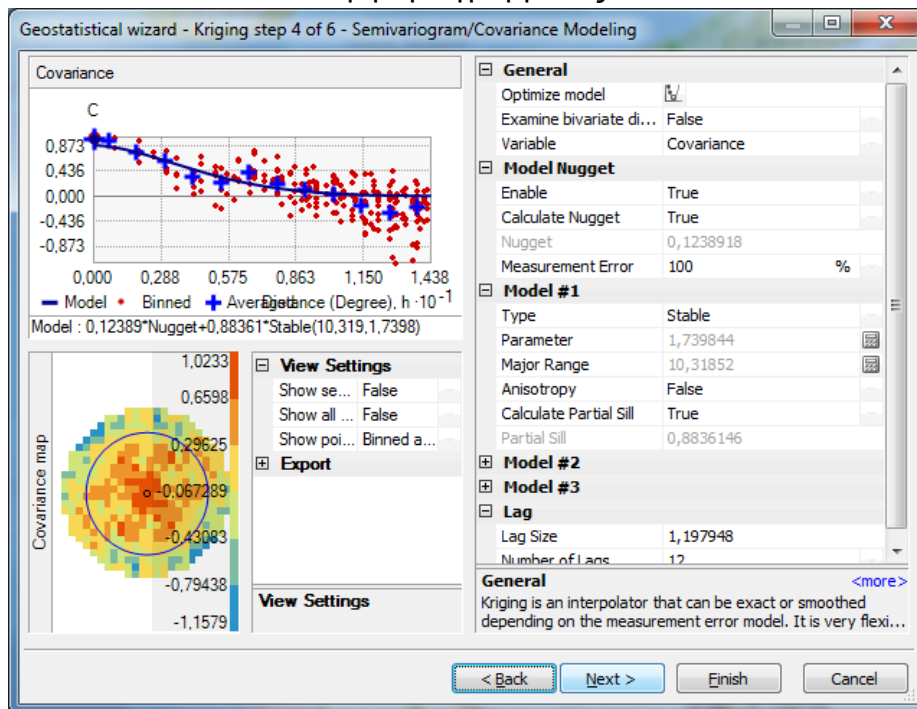 Geostatistical wizard - Kriging step 4 of 6 - Semivariogram/Covariance Modeling
Covariance
C
0,873
0,436
0,000
-0,436
-0,873
0,000 0,288 0,575 0,863 1,150 1,438
Model Binned Averaged Distance (Degree), h ·10 -1
Model : 0,12389*Nugget+0,88361*Stable(10,319,1,7398)
Covariance map
1,0233
0,6598
0,29625
-0,067289
-0,43083
-0,79438
-1,1579
View Settings
Show se... False
Show all ... False
Show poi... Binned a...
Export
View Settings
General
Optimize model
Examine bivariate di... False
Variable Covariance
Model Nugget
Enable True
Calculate Nugget True
Nugget 0,1238918
Measurement Error 100 %
Model #1
Type Stable
Parameter 1,739844
Major Range 10,31852
Anisotropy False
Calculate Partial Sill True
Partial Sill 0,8836146
Model #2
Model #3
Lag
Lag Size 1,197948
Number of Lags 12
General <more>
Kriging is an interpolator that can be exact or smoothed
depending on the measurement error model. It is very flexi...
< Back Next > Finish Cancel